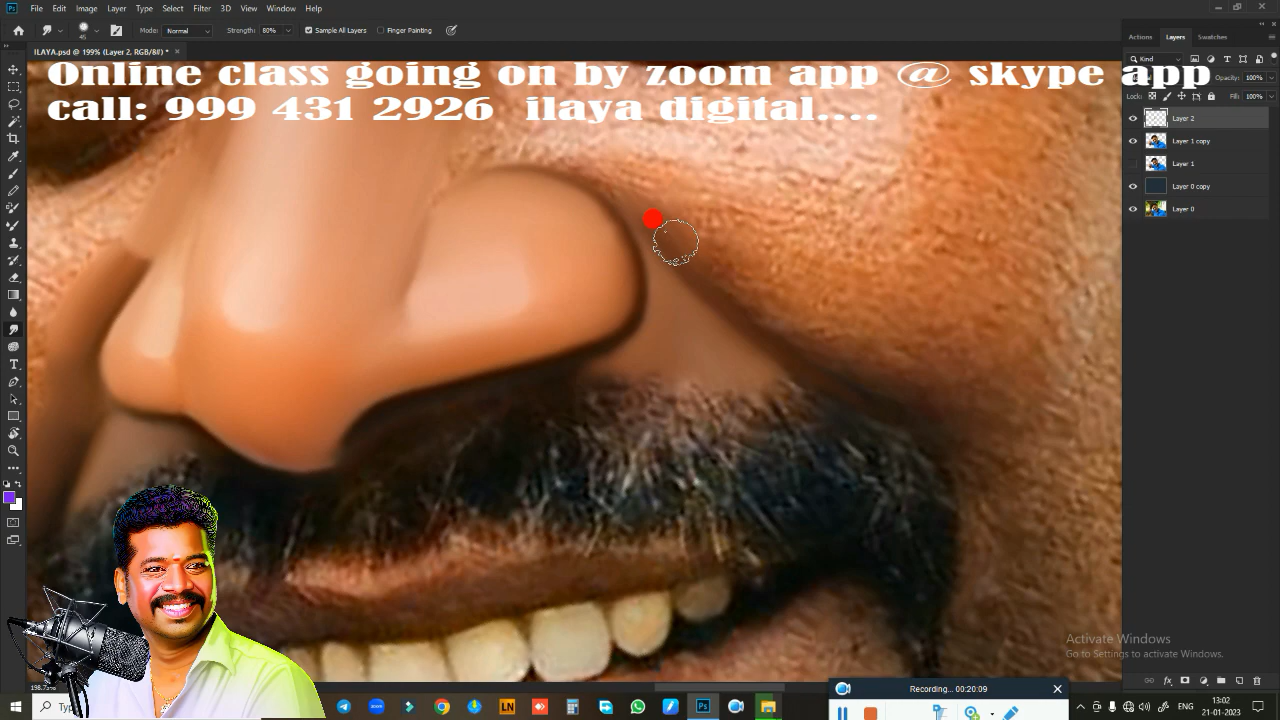 File Edit Image Layer Type Select Filter 3D View Window Help
Mode: Normal Strength: 80% Sample All Layers Finger Painting
45
ILAYA.psd @ 199% (Layer 2, RGB/8#) * ×
Online class going on by zoom app @ skype app
call: 999 431 2926 ilaya digital....
Actions Layers Swatches
Kind
Opacity: 100%
Lock: Fill: 100%
Layer 2
Layer 1 copy
Layer 1
Layer 0 copy
Layer 0
Activate Windows
Go to Settings to activate Windows.
Recording... 00:20:09
ENG
13:02
21-01-2023